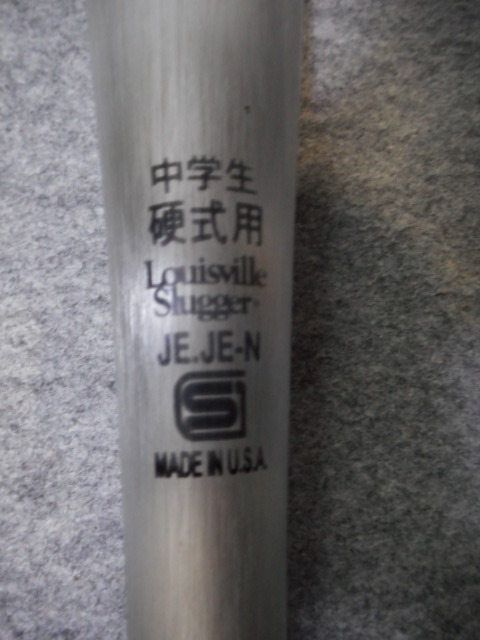 中学生
硬式用
Louisville
Slugger
JE.JE-N
S
MADE IN U.S.A